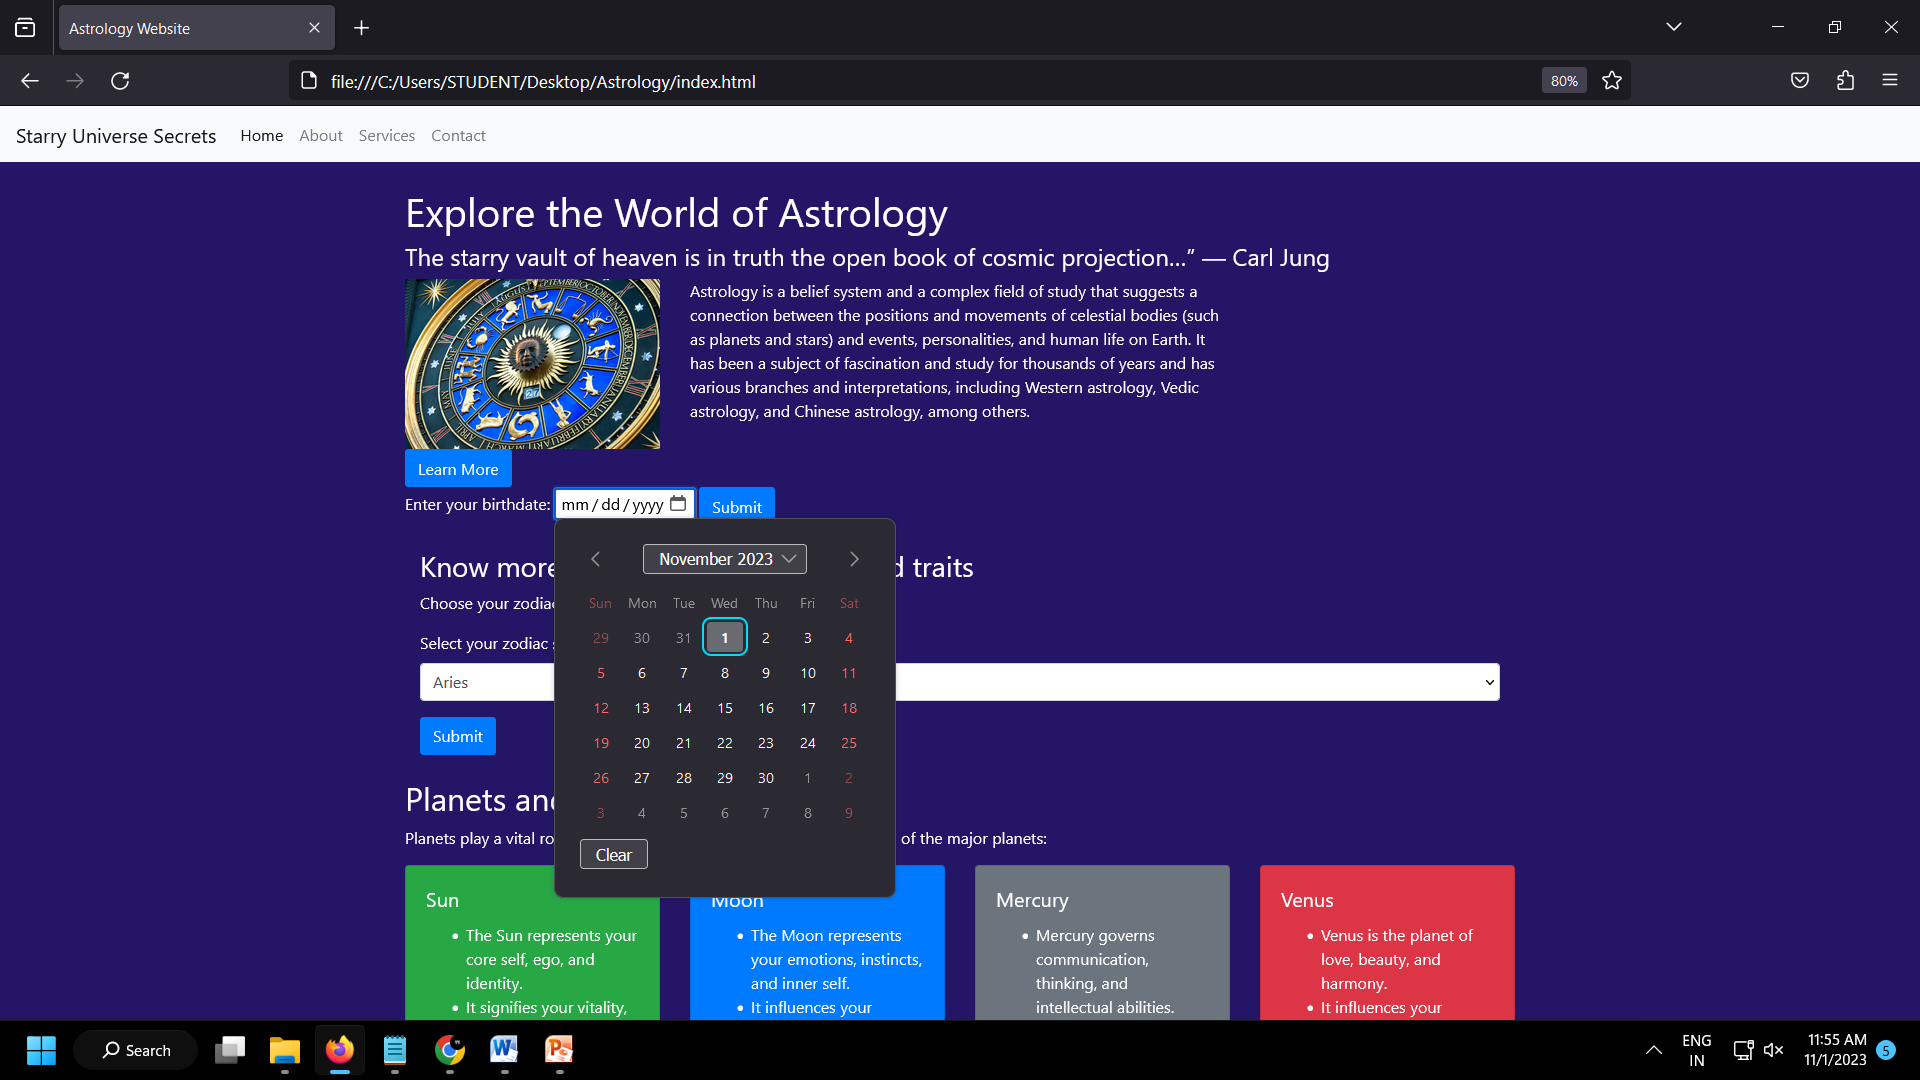 Astrology Website
file:///C:/Users/STUDENT/Desktop/Astrology/index.html
80%
Starry Universe Secrets Home About Services Contact
Explore the World of Astrology
The starry vault of heaven is in truth the open book of cosmic projection...” — Carl Jung
Astrology is a belief system and a complex field of study that suggests a
connection between the positions and movements of celestial bodies (such
as planets and stars) and events, personalities, and human life on Earth. It
has been a subject of fascination and study for thousands of years and has
various branches and interpretations, including Western astrology, Vedic
astrology, and Chinese astrology, among others.
Learn More
Enter your birthdate: mm / dd / yyyy Submit
November 2023
Know more d traits
Sun Mon Tue Wed Thu Fri Sat
Choose your zodiac
29 30 31 1 2 3 4
Select your zodiac s
5 6 7 8 9 10 11
Aries
12 13 14 15 16 17 18
Submit
19 20 21 22 23 24 25
26 27 28 29 30 1 2
Planets and
3 4 5 6 7 8 9
Planets play a vital ro of the major planets:
Clear
Sun
The Sun represents your
core self, ego, and
identity.
It signifies your vitality,
Moon
The Moon represents
your emotions, instincts,
and inner self.
It influences your
Mercury
Mercury governs
communication,
thinking, and
intellectual abilities.
Venus
Venus is the planet of
love, beauty, and
harmony.
It influences your
Search
ENG
IN
11:55 AM
11/1/2023
5